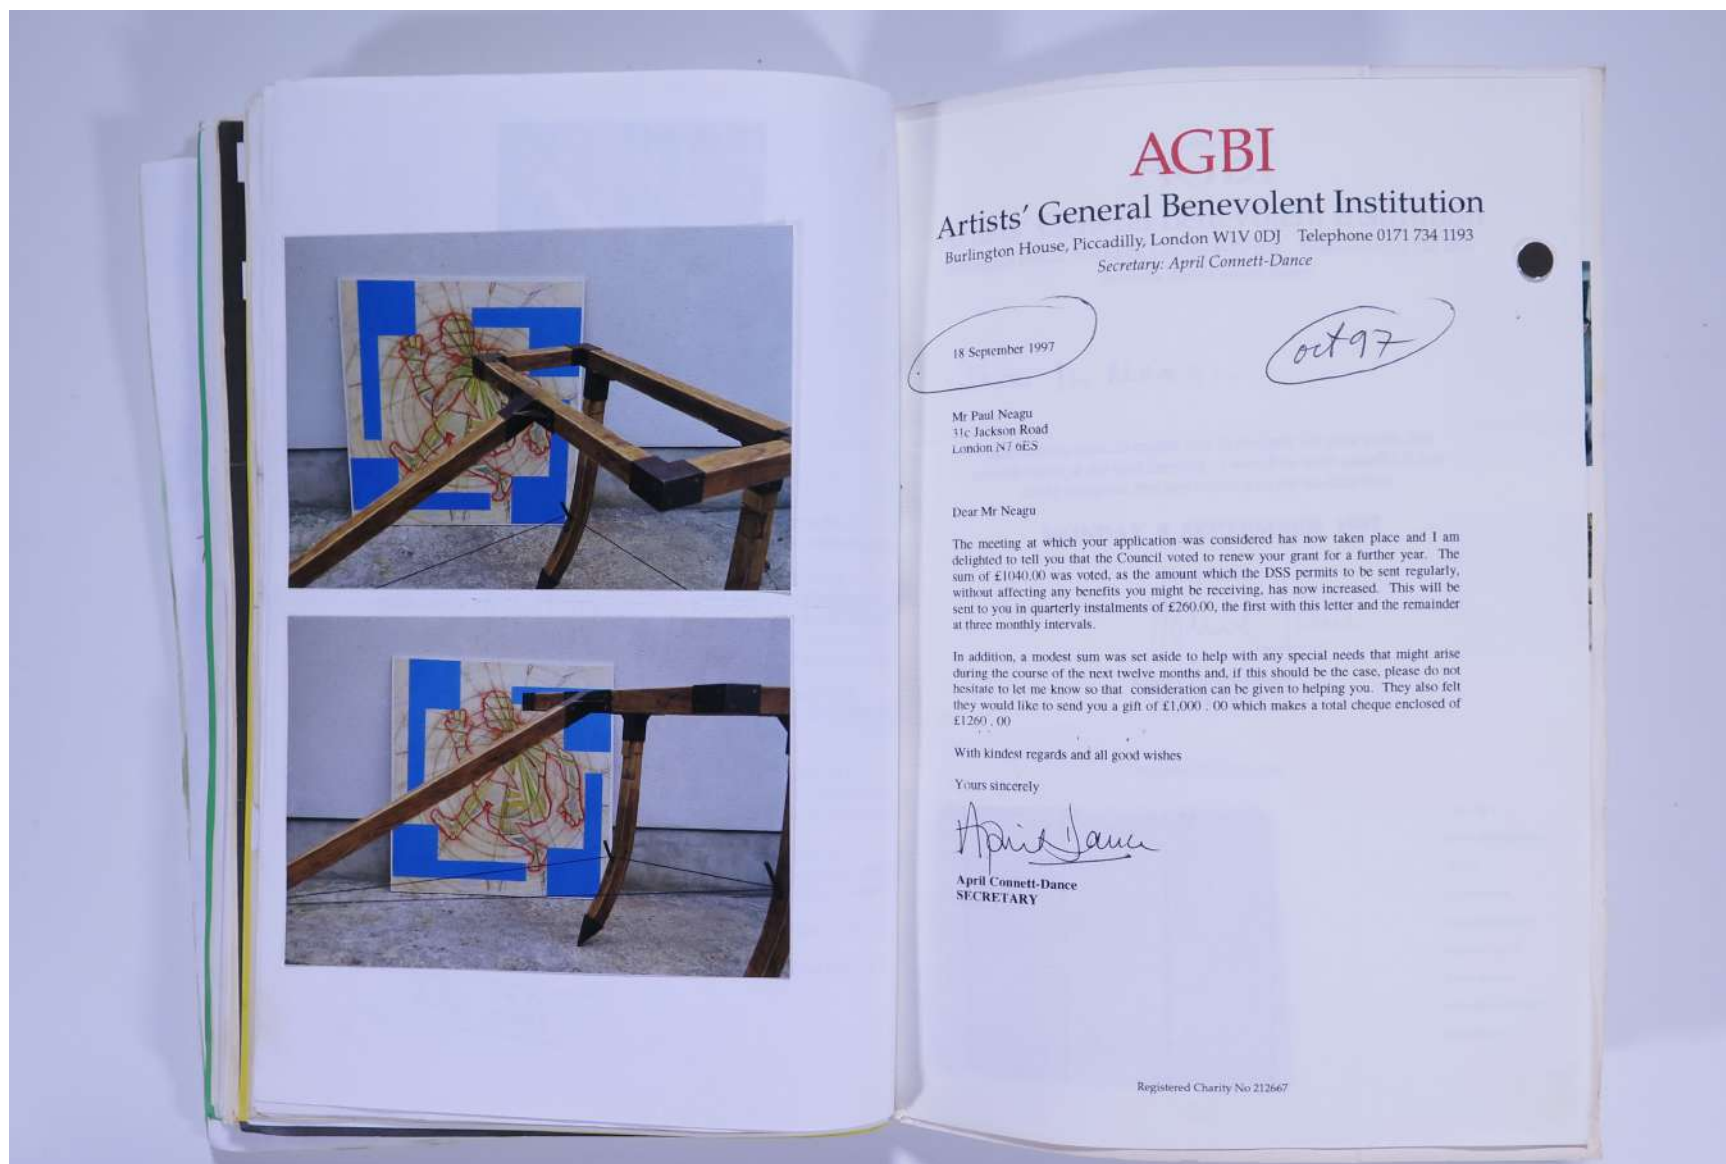 AGBI
Artists' General Benevolent Institution
Burlington House, Piccadilly, London W1V 0DJ Telephone 0171 734 1193
Secretary: April Connett-Dance
18 September 1997
oct 97
Mr Paul Neagu
31c Jackson Road
London N7 6ES
Dear Mr Neagu
The meeting at which your application was considered has now taken place and I am
delighted to tell you that the Council voted to renew your grant for a further year. The
sum of £1040.00 was voted, as the amount which the DSS permits to be sent regularly,
without affecting any benefits you might be receiving, has now increased. This will be
sent to you in quarterly instalments of £260.00, the first with this letter and the remainder
at three monthly intervals.
In addition, a modest sum was set aside to help with any special needs that might arise
during the course of the next twelve months and, if this should be the case, please do not
hesitate to let me know so that consideration can be given to helping you. They also felt
they would like to send you a gift of £1,000 . 00 which makes a total cheque enclosed of
£1260 . 00
With kindest regards and all good wishes
Yours sincerely
April Dance
April Connett-Dance
SECRETARY
Registered Charity No 212667